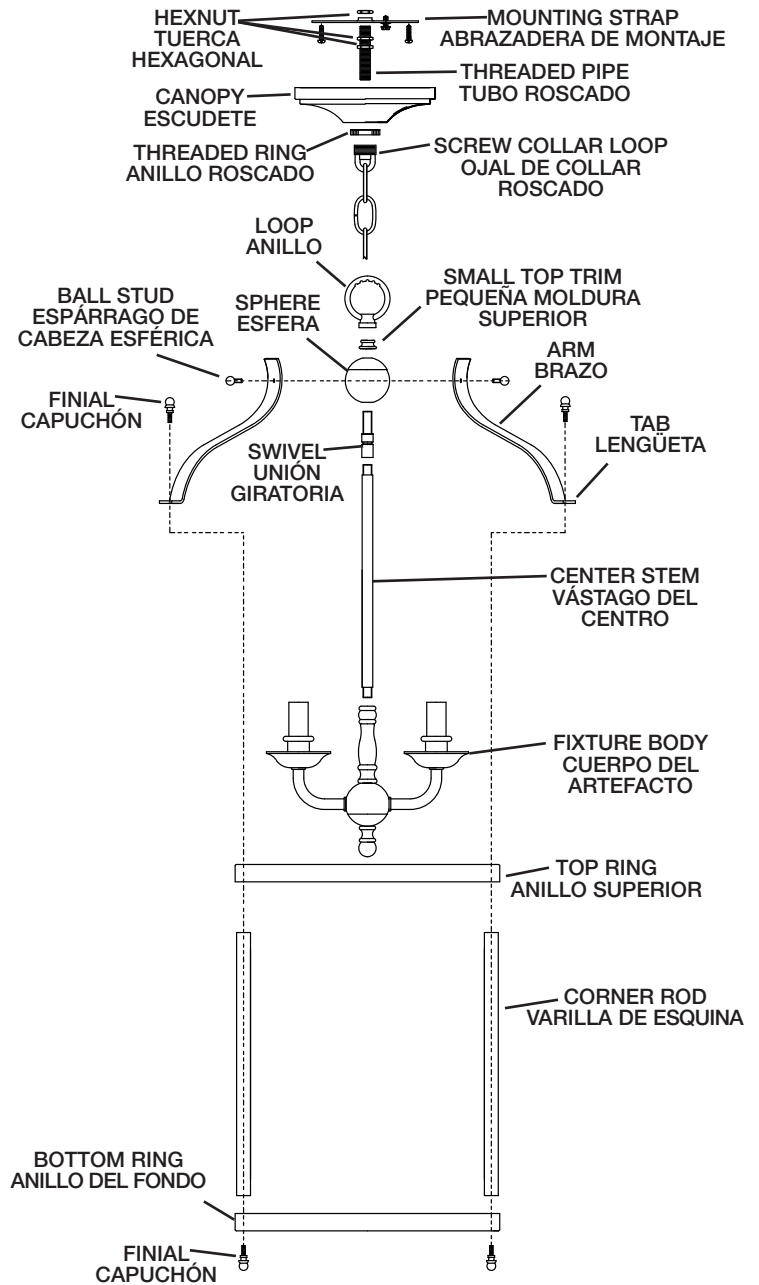 HEXNUT
TUERCA
HEXAGONAL
MOUNTING STRAP
ABRAZADERA DE MONTAJE
THREADED PIPE
TUBO ROSCADO
CANOPY
ESCUDETE
THREADED RING
ANILLO ROSCADO
SCREW COLLAR LOOP
OJAL DE COLLAR
ROSCADO
LOOP
ANILLO
SMALL TOP TRIM
PEQUEÑA MOLDURA
SUPERIOR
BALL STUD
ESPÁRRAGO DE
CABEZA ESFÉRICA
SPHERE
ESFERA
ARM
BRAZO
FINIAL
CAPUCHÓN
TAB
LENGÜETA
SWIVEL
UNIÓN
GIRATORIA
CENTER STEM
VÁSTAGO DEL
CENTRO
FIXTURE BODY
CUERPO DEL
ARTEFACTO
TOP RING
ANILLO SUPERIOR
CORNER ROD
VARILLA DE ESQUINA
BOTTOM RING
ANILLO DEL FONDO
FINIAL
CAPUCHÓN